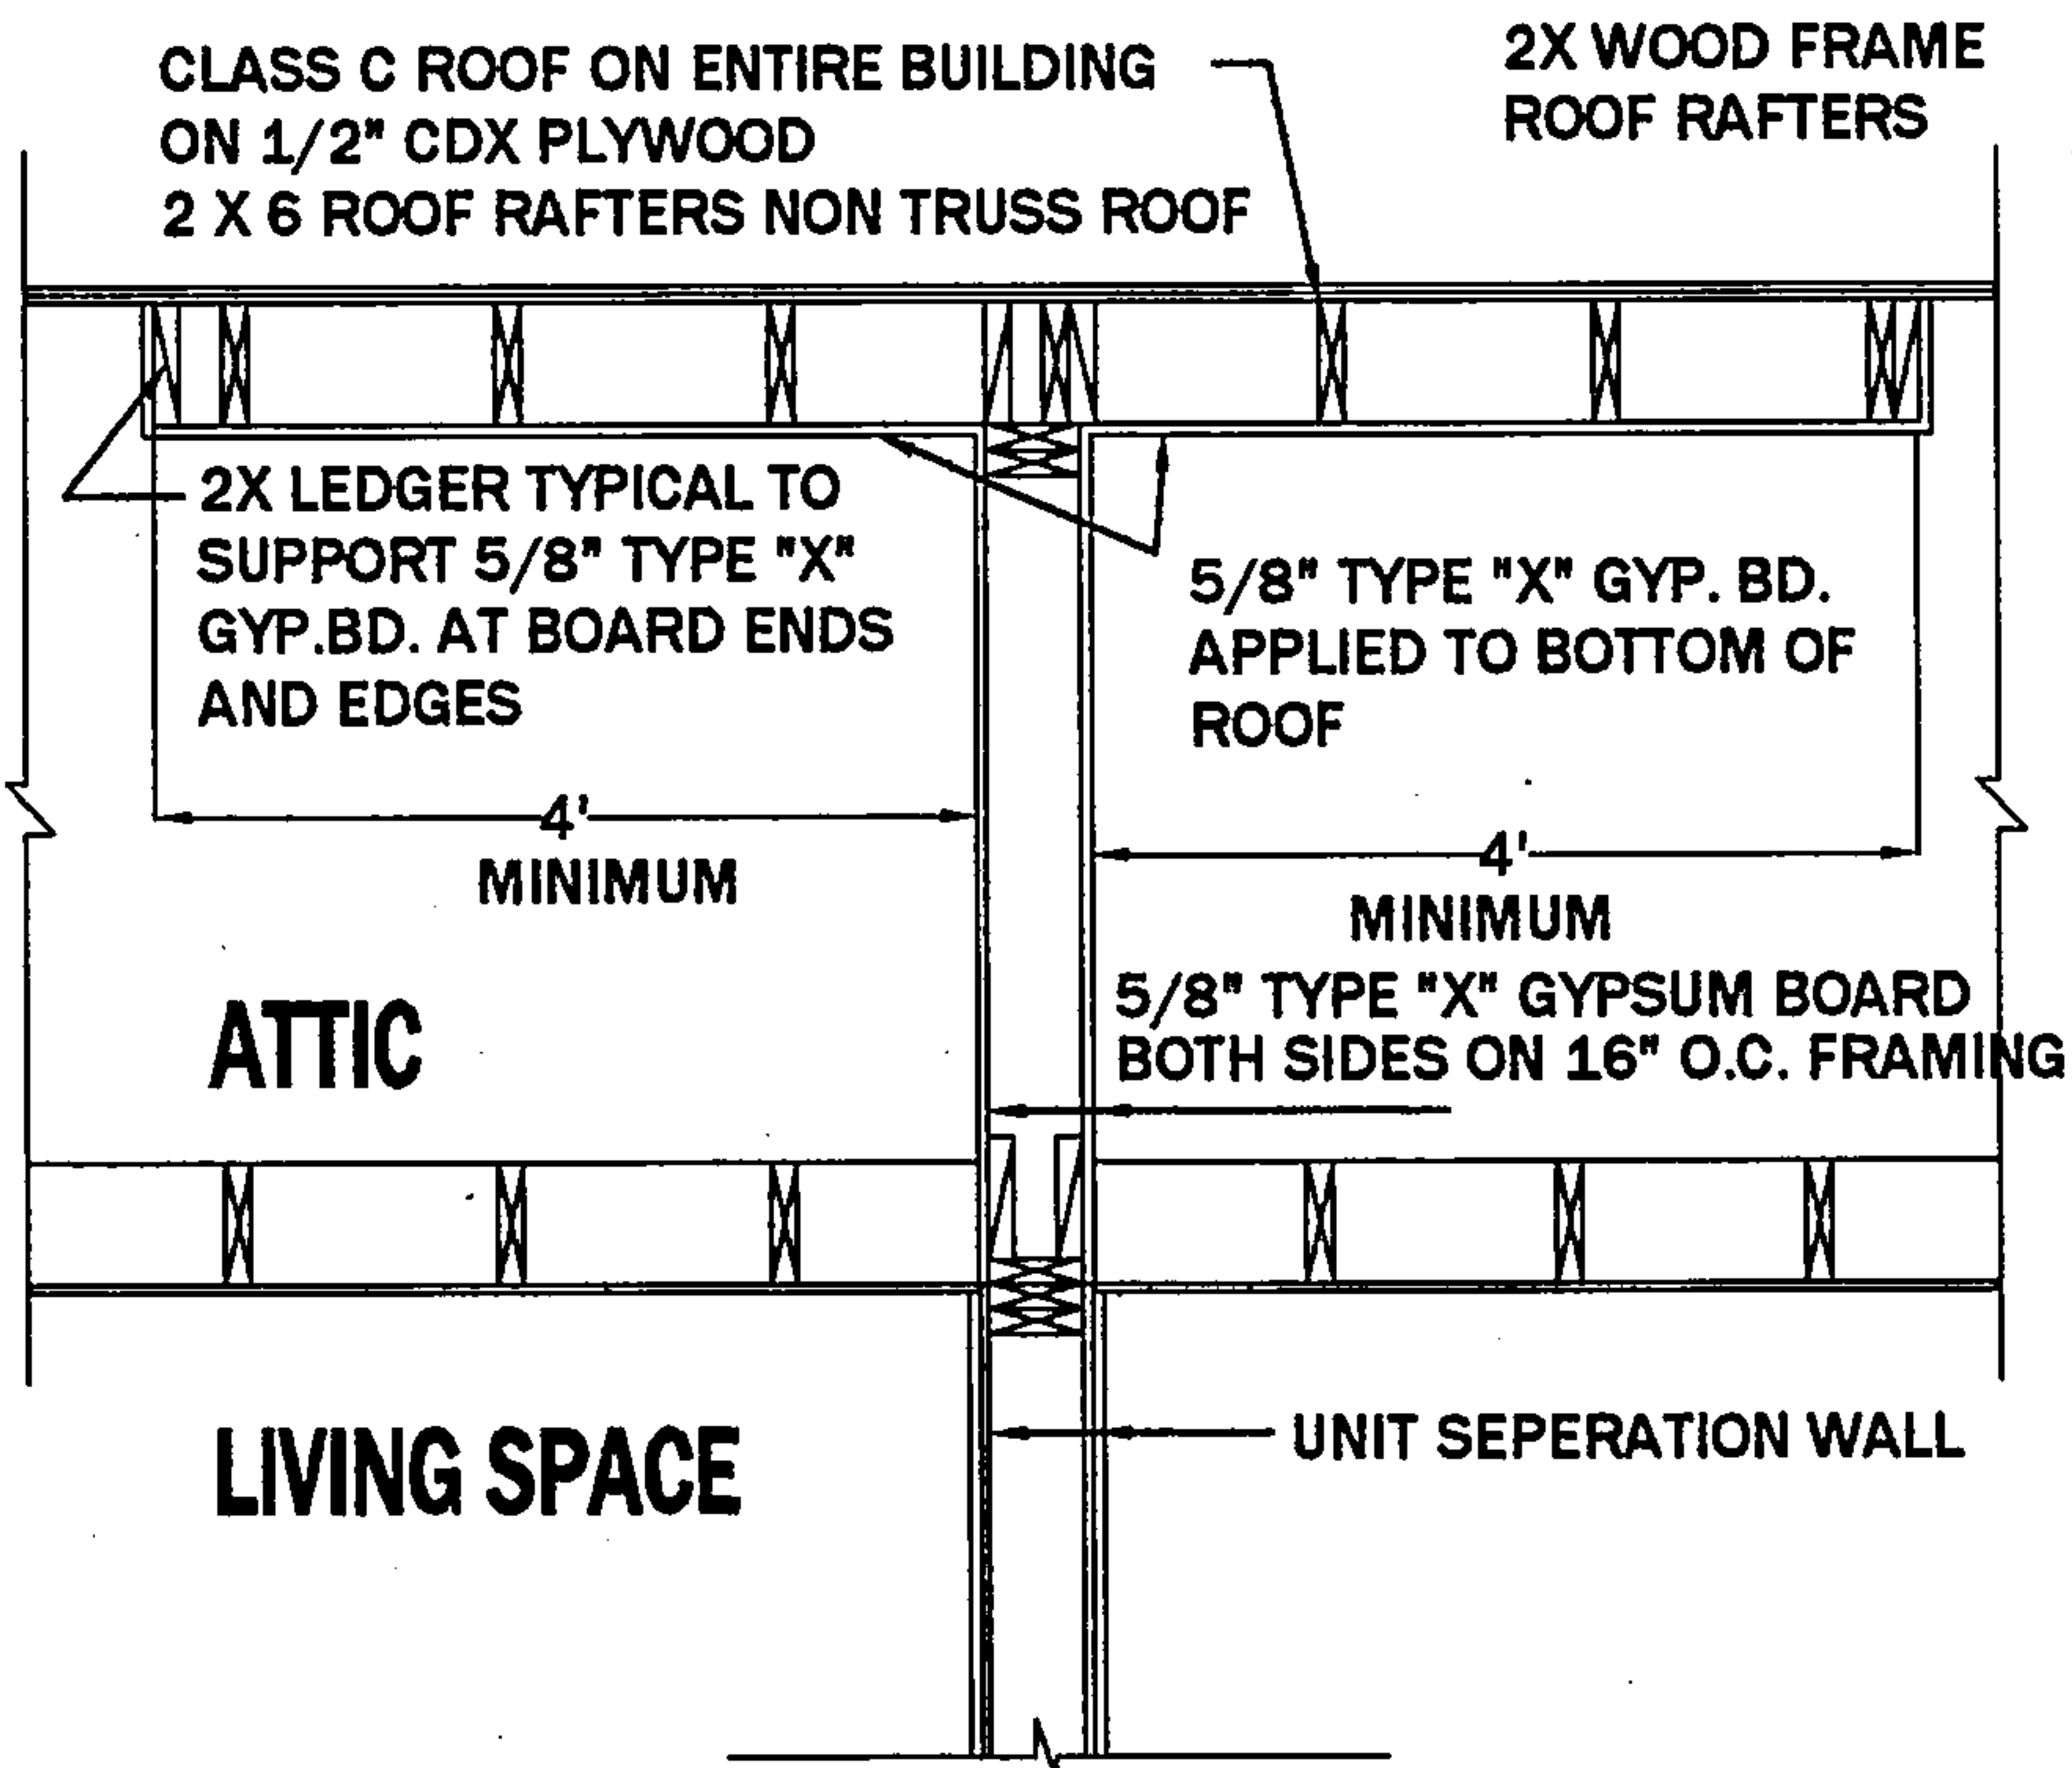 CLASS C ROOF ON ENTIRE BUILDING
ON 1/2" CDX PLYWOOD
2 X 6 ROOF RAFTERS NON TRUSS ROOF
2X WOOD FRAME
ROOF RAFTERS
2X LEDGER TYPICAL TO
SUPPORT 5/8" TYPE "X"
GYP.BD. AT BOARD ENDS
AND EDGES
5/8" TYPE "X" GYP. BD.
APPLIED TO BOTTOM OF
ROOF
4'
MINIMUM
4'
MINIMUM
5/8" TYPE "X" GYPSUM BOARD
BOTH SIDES ON 16" O.C. FRAMING
ATTIC
LIVING SPACE
UNIT SEPERATION WALL